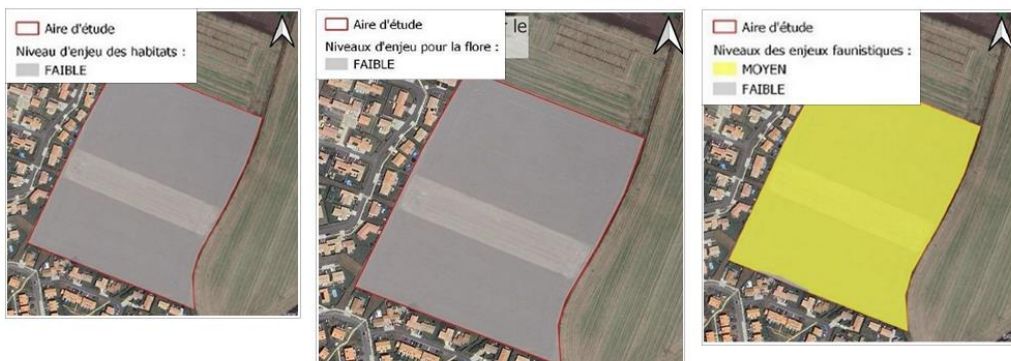 Aire d'étude
Niveau d'enjeu des habitats :
FAIBLE
Aire d'étude
Niveaux d'enjeu pour la flore :
FAIBLE
le
Aire d'étude
Niveaux des enjeux faunistiques :
MOYEN
FAIBLE